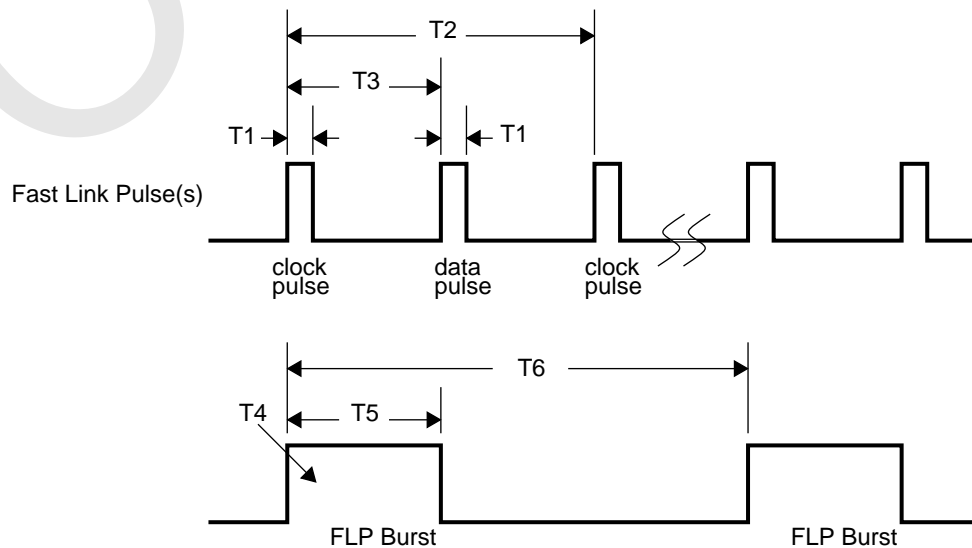 T2
T3
T1
T1
Fast Link Pulse(s)
clock
pulse
data
pulse
clock
pulse
T6
T4
T5
FLP Burst
FLP Burst